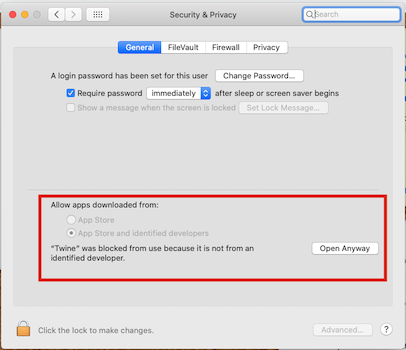 Security & Privacy
Search
General FileVault Firewall Privacy
A login password has been set for this user Change Password...
Require password immediately after sleep or screen saver begins
Show a message when the screen is locked Set Lock Message...
Allow apps downloaded from:
App Store
App Store and identified developers
“Twine” was blocked from use because it is not from an Open Anyway
identified developer.
Click the lock to make changes. Advanced... ?